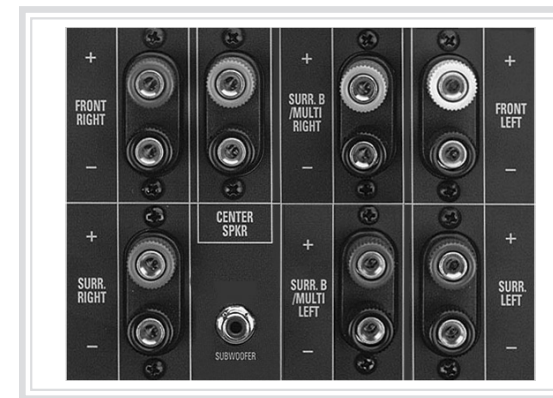 +
FRONT
RIGHT
−
SURR. B
/MULTI
RIGHT
+
−
+
FRONT
LEFT
−
CENTER
SPKR
+
SURR.
RIGHT
−
SUBWOOFER
+
SURR. B
/MULTI
LEFT
−
+
SURR.
LEFT
−